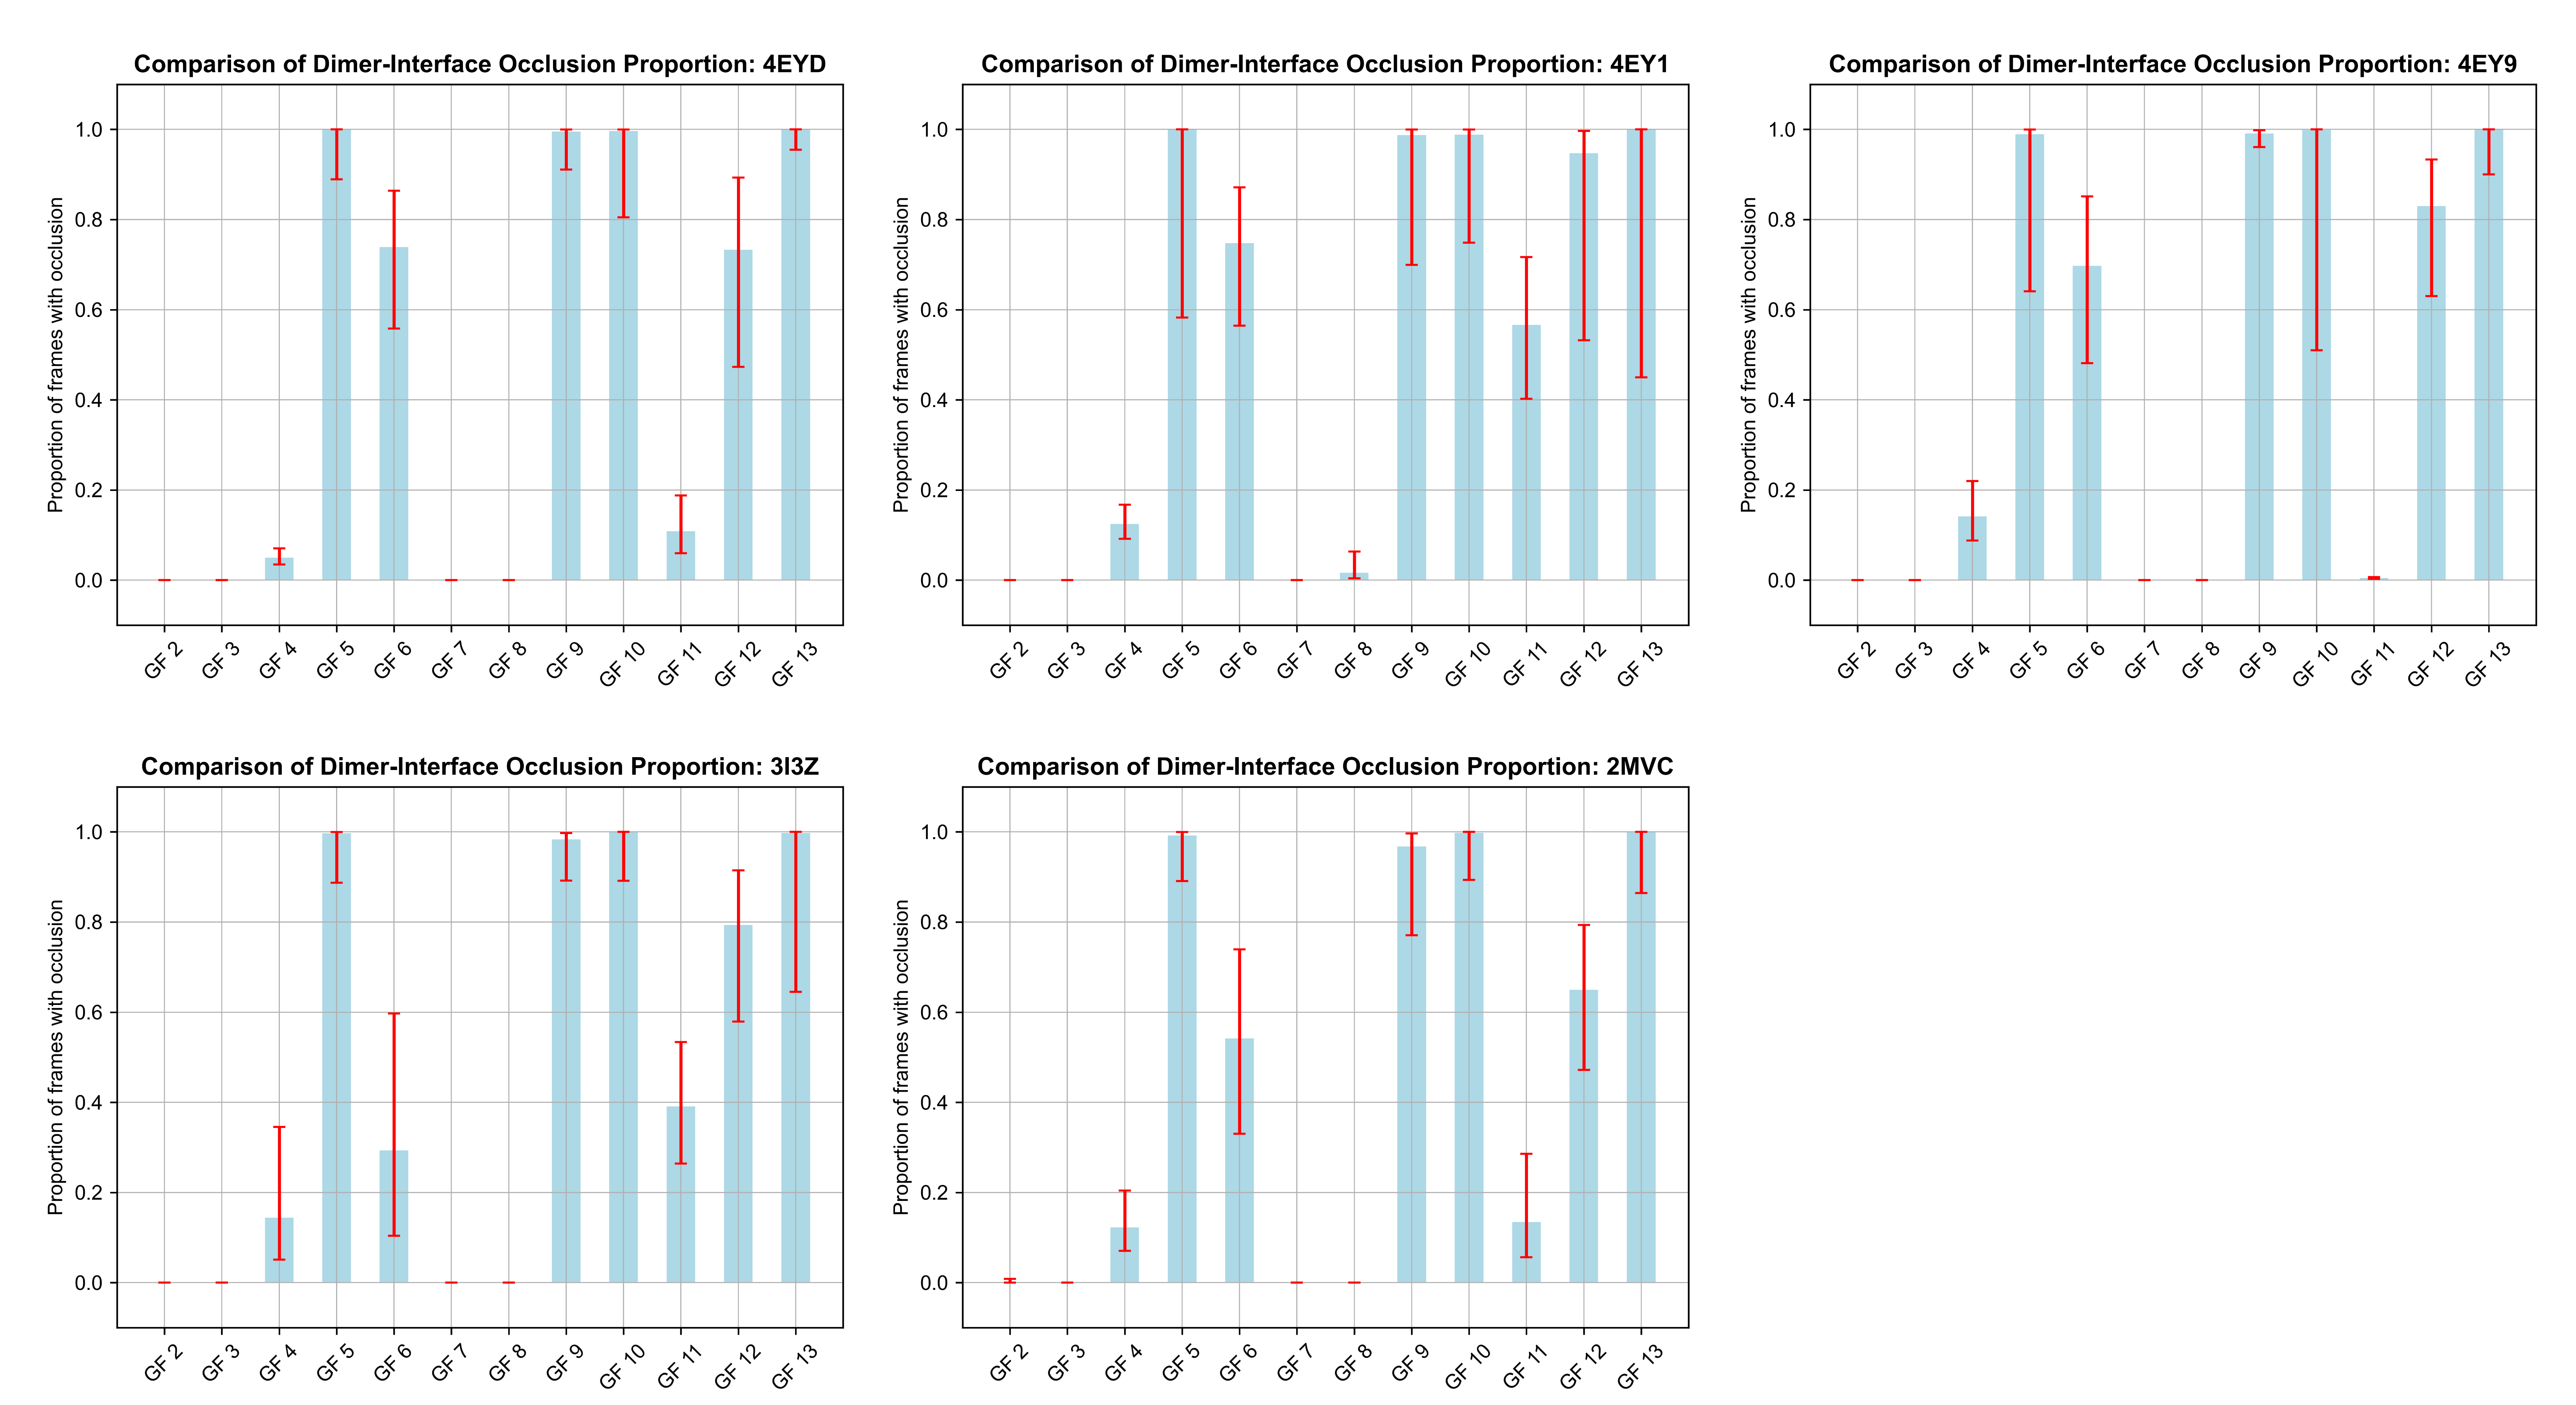 Comparison of Dimer-Interface Occlusion Proportion: 4EYD
Proportion of frames with occlusion
1.0
0.8
0.6
0.4
0.2
0.0
GF 2 GF 3 GF 4 GF 5 GF 6 GF 7 GF 8 GF 9 GF 10 GF 11 GF 12 GF 13
Comparison of Dimer-Interface Occlusion Proportion: 4EY1
Proportion of frames with occlusion
1.0
0.8
0.6
0.4
0.2
0.0
GF 2 GF 3 GF 4 GF 5 GF 6 GF 7 GF 8 GF 9 GF 10 GF 11 GF 12 GF 13
Comparison of Dimer-Interface Occlusion Proportion: 4EY9
Proportion of frames with occlusion
1.0
0.8
0.6
0.4
0.2
0.0
GF 2 GF 3 GF 4 GF 5 GF 6 GF 7 GF 8 GF 9 GF 10 GF 11 GF 12 GF 13
Comparison of Dimer-Interface Occlusion Proportion: 3I3Z
Proportion of frames with occlusion
1.0
0.8
0.6
0.4
0.2
0.0
GF 2 GF 3 GF 4 GF 5 GF 6 GF 7 GF 8 GF 9 GF 10 GF 11 GF 12 GF 13
Comparison of Dimer-Interface Occlusion Proportion: 2MVC
Proportion of frames with occlusion
1.0
0.8
0.6
0.4
0.2
0.0
GF 2 GF 3 GF 4 GF 5 GF 6 GF 7 GF 8 GF 9 GF 10 GF 11 GF 12 GF 13